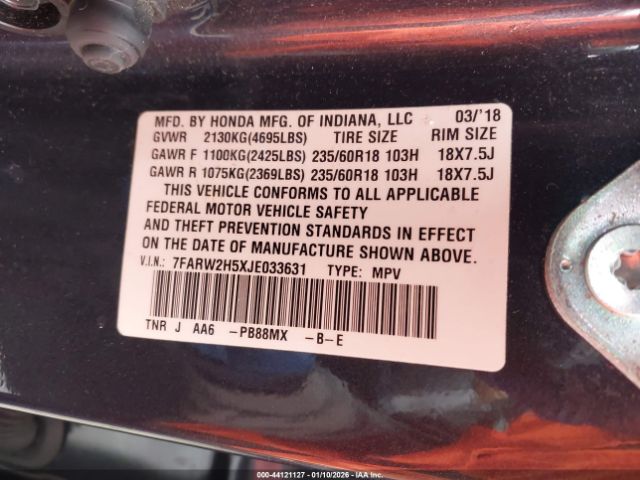 MFD. BY HONDA MFG. OF INDIANA, LLC 03/'18
GVWR 2130KG(4695LBS) TIRE SIZE RIM SIZE
GAWR F 1100KG(2425LBS) 235/60R18 103H 18X7.5J
GAWR R 1075KG(2369LBS) 235/60R18 103H 18X7.5J
THIS VEHICLE CONFORMS TO ALL APPLICABLE
FEDERAL MOTOR VEHICLE SAFETY
AND THEFT PREVENTION STANDARDS IN EFFECT
ON THE DATE OF MANUFACTURE SHOWN ABOVE.
V.I.N.: 7FARW2H5XJE033631 TYPE: MPV
TNR J AA6 -PB88MX -B-E
000-44121127 - 01/10/2026 - IAAI.COM